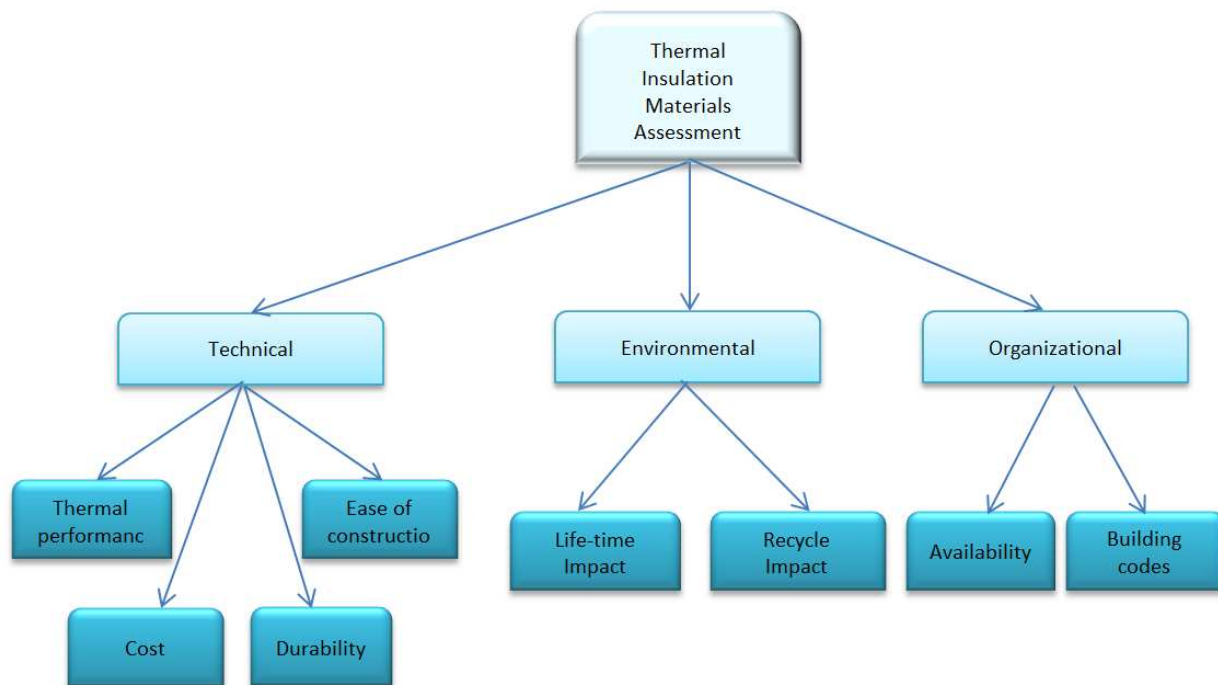 Thermal
Insulation
Materials
Assessment
Technical
Environmental
Organizational
Thermal
performanc
Ease of
constructio
Life-time
Impact
Recycle
Impact
Availability
Building
codes
Cost
Durability